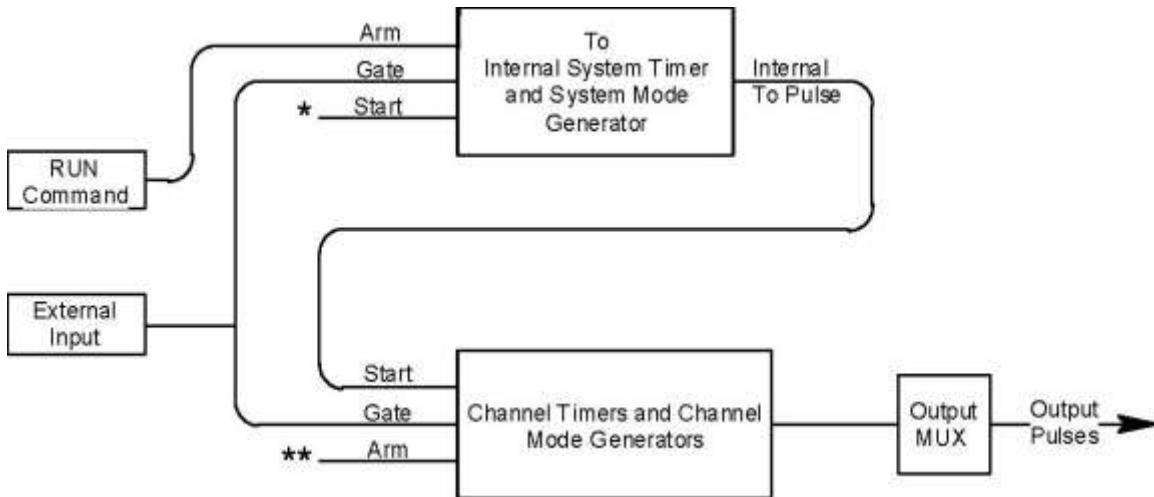 Arm
To
Internal System Timer
and System Mode
Generator
Gate
Internal
To Pulse
* Start
RUN
Command
External
Input
Start
Channel Timers and Channel
Mode Generators
Gate
** Arm
Output
MUX
Output
Pulses